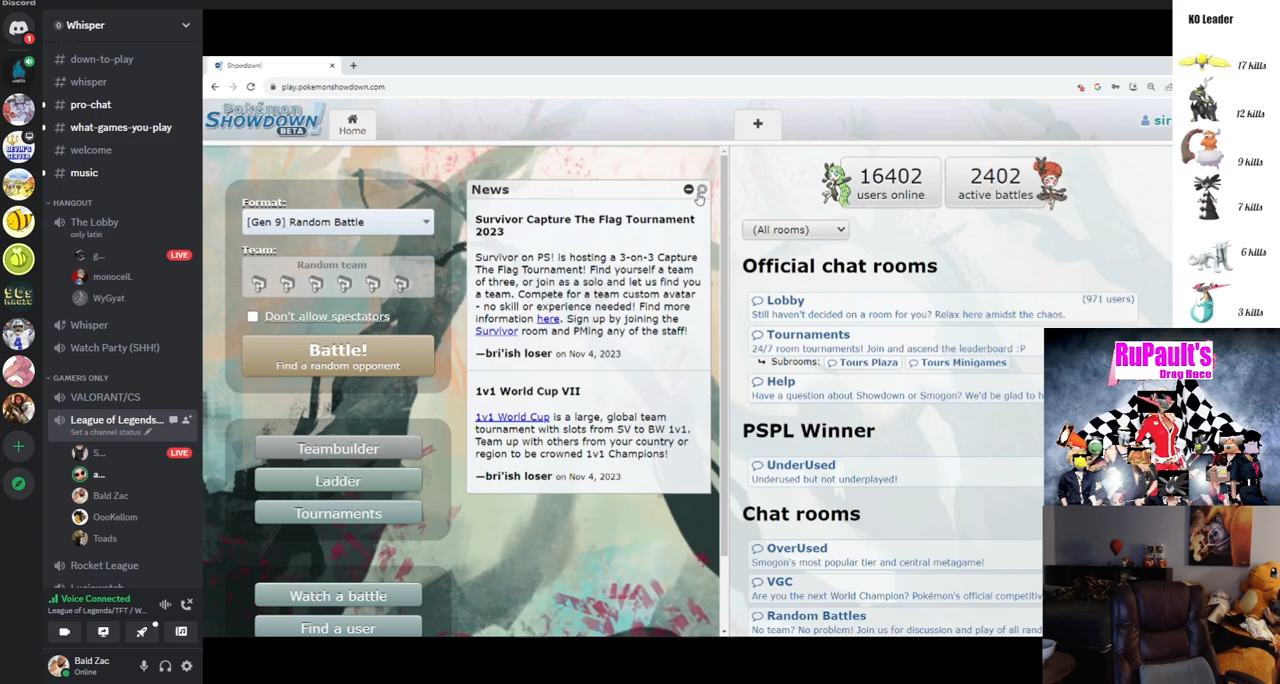 Discord
Whisper
down-to-play
whisper
pro-chat
what-games-you-play
welcome
music
HANGOUT
The Lobby
only latin
g...
LIVE
monoceiL
WyGyat
Whisper
Watch Party (SHH!)
GAMERS ONLY
VALORANT/CS
League of Legends...
Set a channel status
S...
LIVE
a...
Bald Zac
OooKellom
Toads
Rocket League
Voice Connected
League of Legends/TFT / W...
Bald Zac
Online
Showdown!
play.pokemonshowdown.com
Pokémon
SHOWDOWN
BETA
Home
sir
Format:
[Gen 9] Random Battle
Team:
Random team
Don't allow spectators
Battle!
Find a random opponent
Teambuilder
Ladder
Tournaments
Watch a battle
Find a user
News
Survivor Capture The Flag Tournament
2023
Survivor on PS! is hosting a 3-on-3 Capture
The Flag Tournament! Find yourself a team
of three, or join as a solo and let us find you
a team. Compete for a team custom avatar
- no skill or experience needed! Find more
information here. Sign up by joining the
Survivor room and PMing any of the staff!
—bri'ish loser on Nov 4, 2023
1v1 World Cup VII
1v1 World Cup is a large, global team
tournament with slots from SV to BW 1v1.
Team up with others from your country or
region to be crowned 1v1 Champions!
—bri'ish loser on Nov 4, 2023
16402
users online
2402
active battles
(All rooms)
Official chat rooms
Lobby
(971 users)
Still haven't decided on a room for you? Relax here amidst the chaos.
Tournaments
24/7 room tournaments! Join and ascend the leaderboard :P
Subrooms: Tours Plaza Tours Minigames
Help
Have a question about Showdown or Smogon? We'd be glad to h
PSPL Winner
UnderUsed
Underused but not underplayed!
Chat rooms
OverUsed
Smogon's most popular tier and central metagame!
VGC
Are you the next World Champion? Pokémon's official competitiv
Random Battles
No team? No problem! Join us for discussion and play of all rand
KO Leader
17 kills
12 kills
9 kills
7 kills
6 kills
3 kills
RuPault's
Drag Race